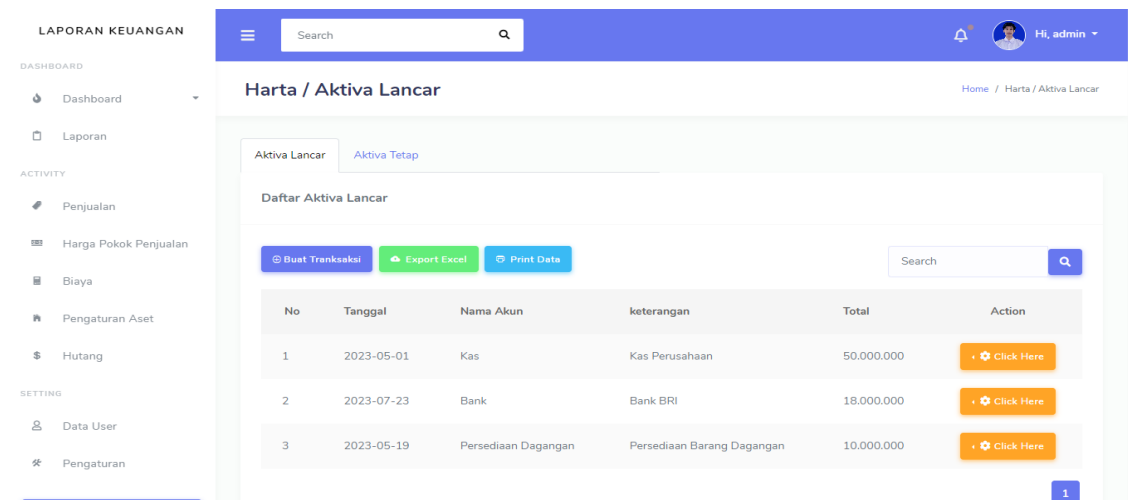 LAPORAN KEUANGAN
DASHBOARD
Dashboard
Laporan
ACTIVITY
Penjualan
Harga Pokok Penjualan
Biaya
Pengaturan Aset
Hutang
SETTING
Data User
Pengaturan
Search
Hi, admin
Harta / Aktiva Lancar
Home / Harta / Aktiva Lancar
Aktiva Lancar Aktiva Tetap
Daftar Aktiva Lancar
Buat Tranksaksi Export Excel Print Data Search
No Tanggal Nama Akun keterangan Total Action
1 2023-05-01 Kas Kas Perusahaan 50.000.000 Click Here
2 2023-07-23 Bank Bank BRI 18.000.000 Click Here
3 2023-05-19 Persediaan Dagangan Persediaan Barang Dagangan 10.000.000 Click Here
1